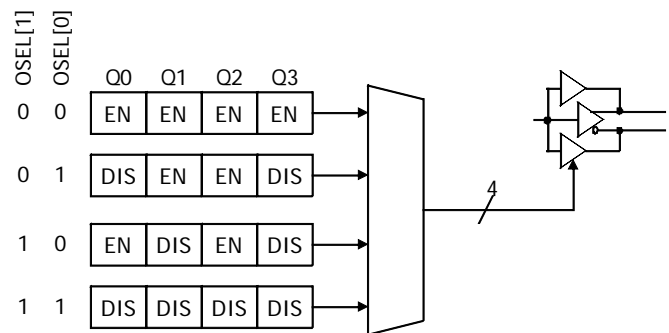 OSEL[1] OSEL[0]
Q0 Q1 Q2 Q3
0 0 EN EN EN EN
0 1 DIS EN EN DIS
4
1 0 EN DIS EN DIS
1 1 DIS DIS DIS DIS